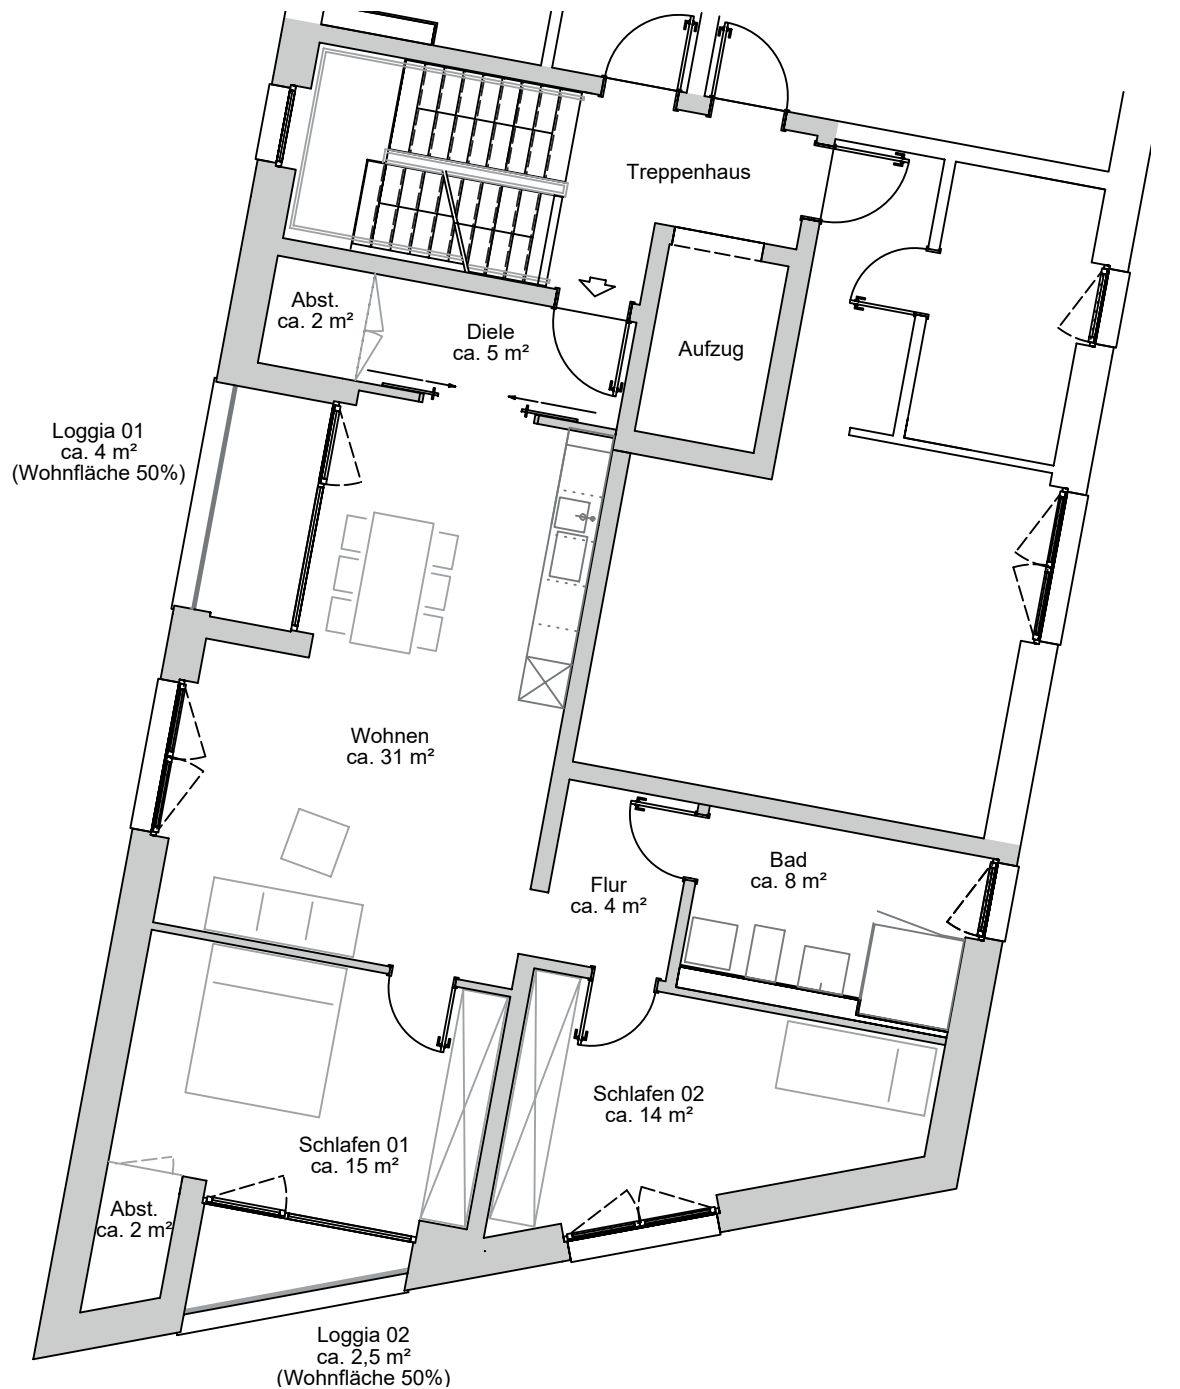 Treppenhaus
Abst.
ca. 2 m²
Diele
ca. 5 m²
Aufzug
Loggia 01
ca. 4 m²
(Wohnfläche 50%)
Wohnen
ca. 31 m²
Bad
ca. 8 m²
Flur
ca. 4 m²
Schlafen 02
ca. 14 m²
Schlafen 01
ca. 15 m²
Abst.
ca. 2 m²
Loggia 02
ca. 2,5 m²
(Wohnfläche 50%)